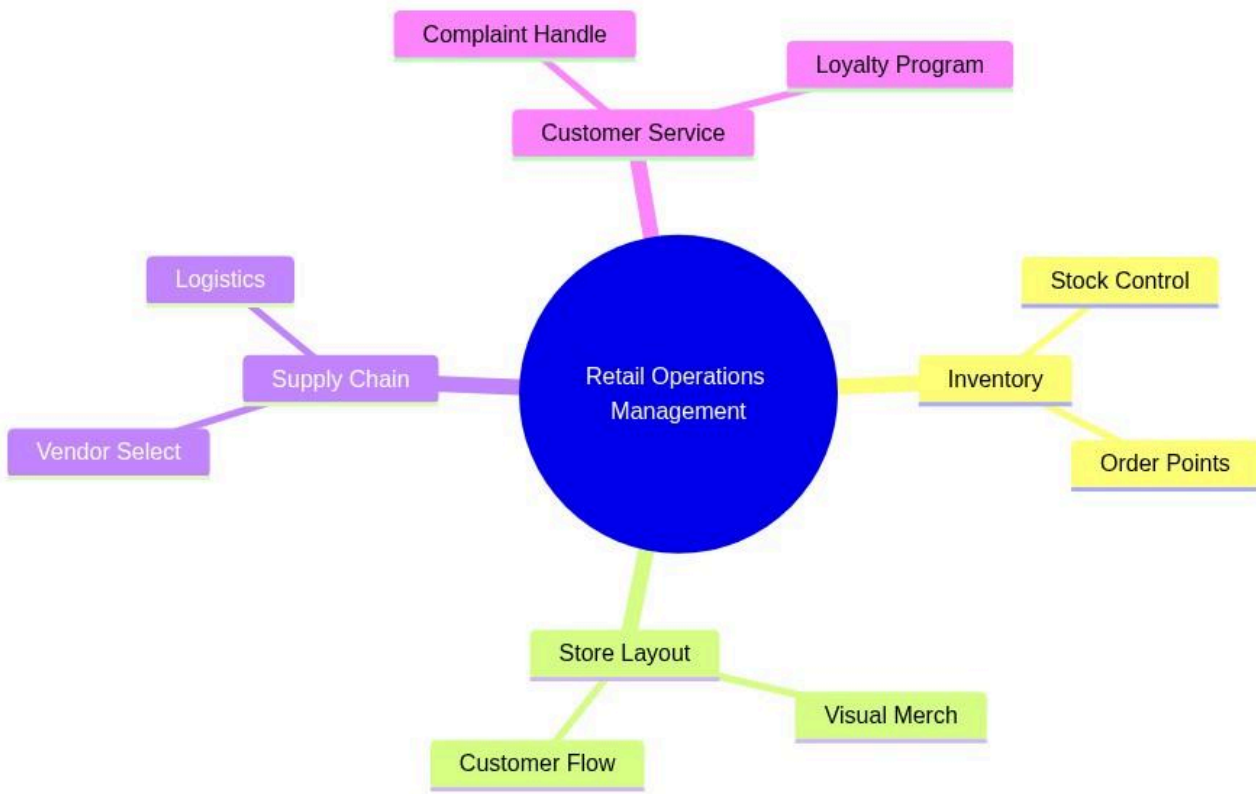 Complaint Handle
Loyalty Program
Customer Service
Logistics
Stock Control
Supply Chain
Retail Operations
Management
Inventory
Vendor Select
Order Points
Store Layout
Visual Merch
Customer Flow